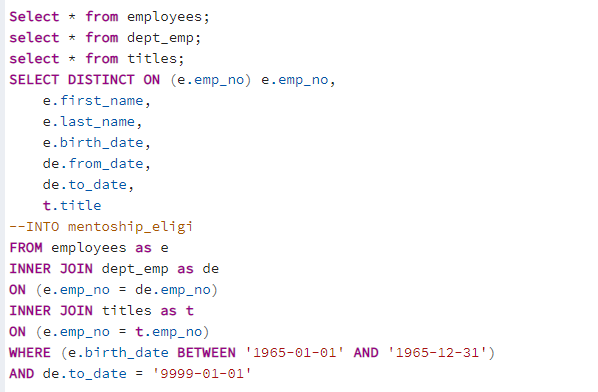 Select * from employees;
select * from dept_emp;
select * from titles;
SELECT DISTINCT ON (e.emp_no) e.emp_no,
    e.first_name,
    e.last_name,
    e.birth_date,
    de.from_date,
    de.to_date,
    t.title
--INTO mentoship_eligi
FROM employees as e
INNER JOIN dept_emp as de
ON (e.emp_no = de.emp_no)
INNER JOIN titles as t
ON (e.emp_no = t.emp_no)
WHERE (e.birth_date BETWEEN '1965-01-01' AND '1965-12-31')
AND de.to_date = '9999-01-01'